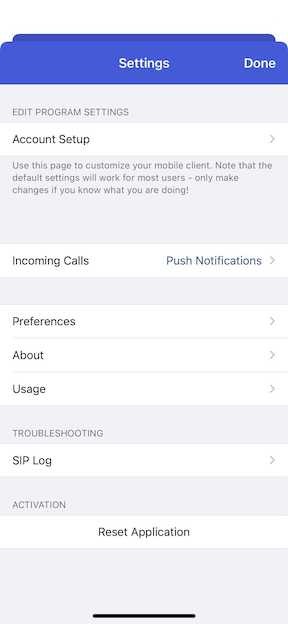 Settings
Done
EDIT PROGRAM SETTINGS
Account Setup
Use this page to customize your mobile client. Note that the
default settings will work for most users - only make
changes if you know what you are doing!
Incoming Calls Push Notifications
Preferences
About
Usage
TROUBLESHOOTING
SIP Log
ACTIVATION
Reset Application